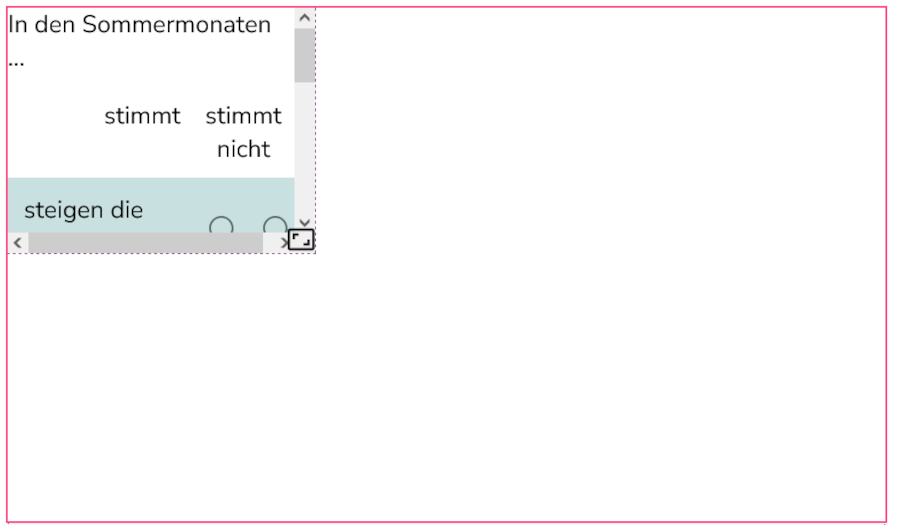 In den Sommermonaten
...
stimmt stimmt
nicht
steigen die